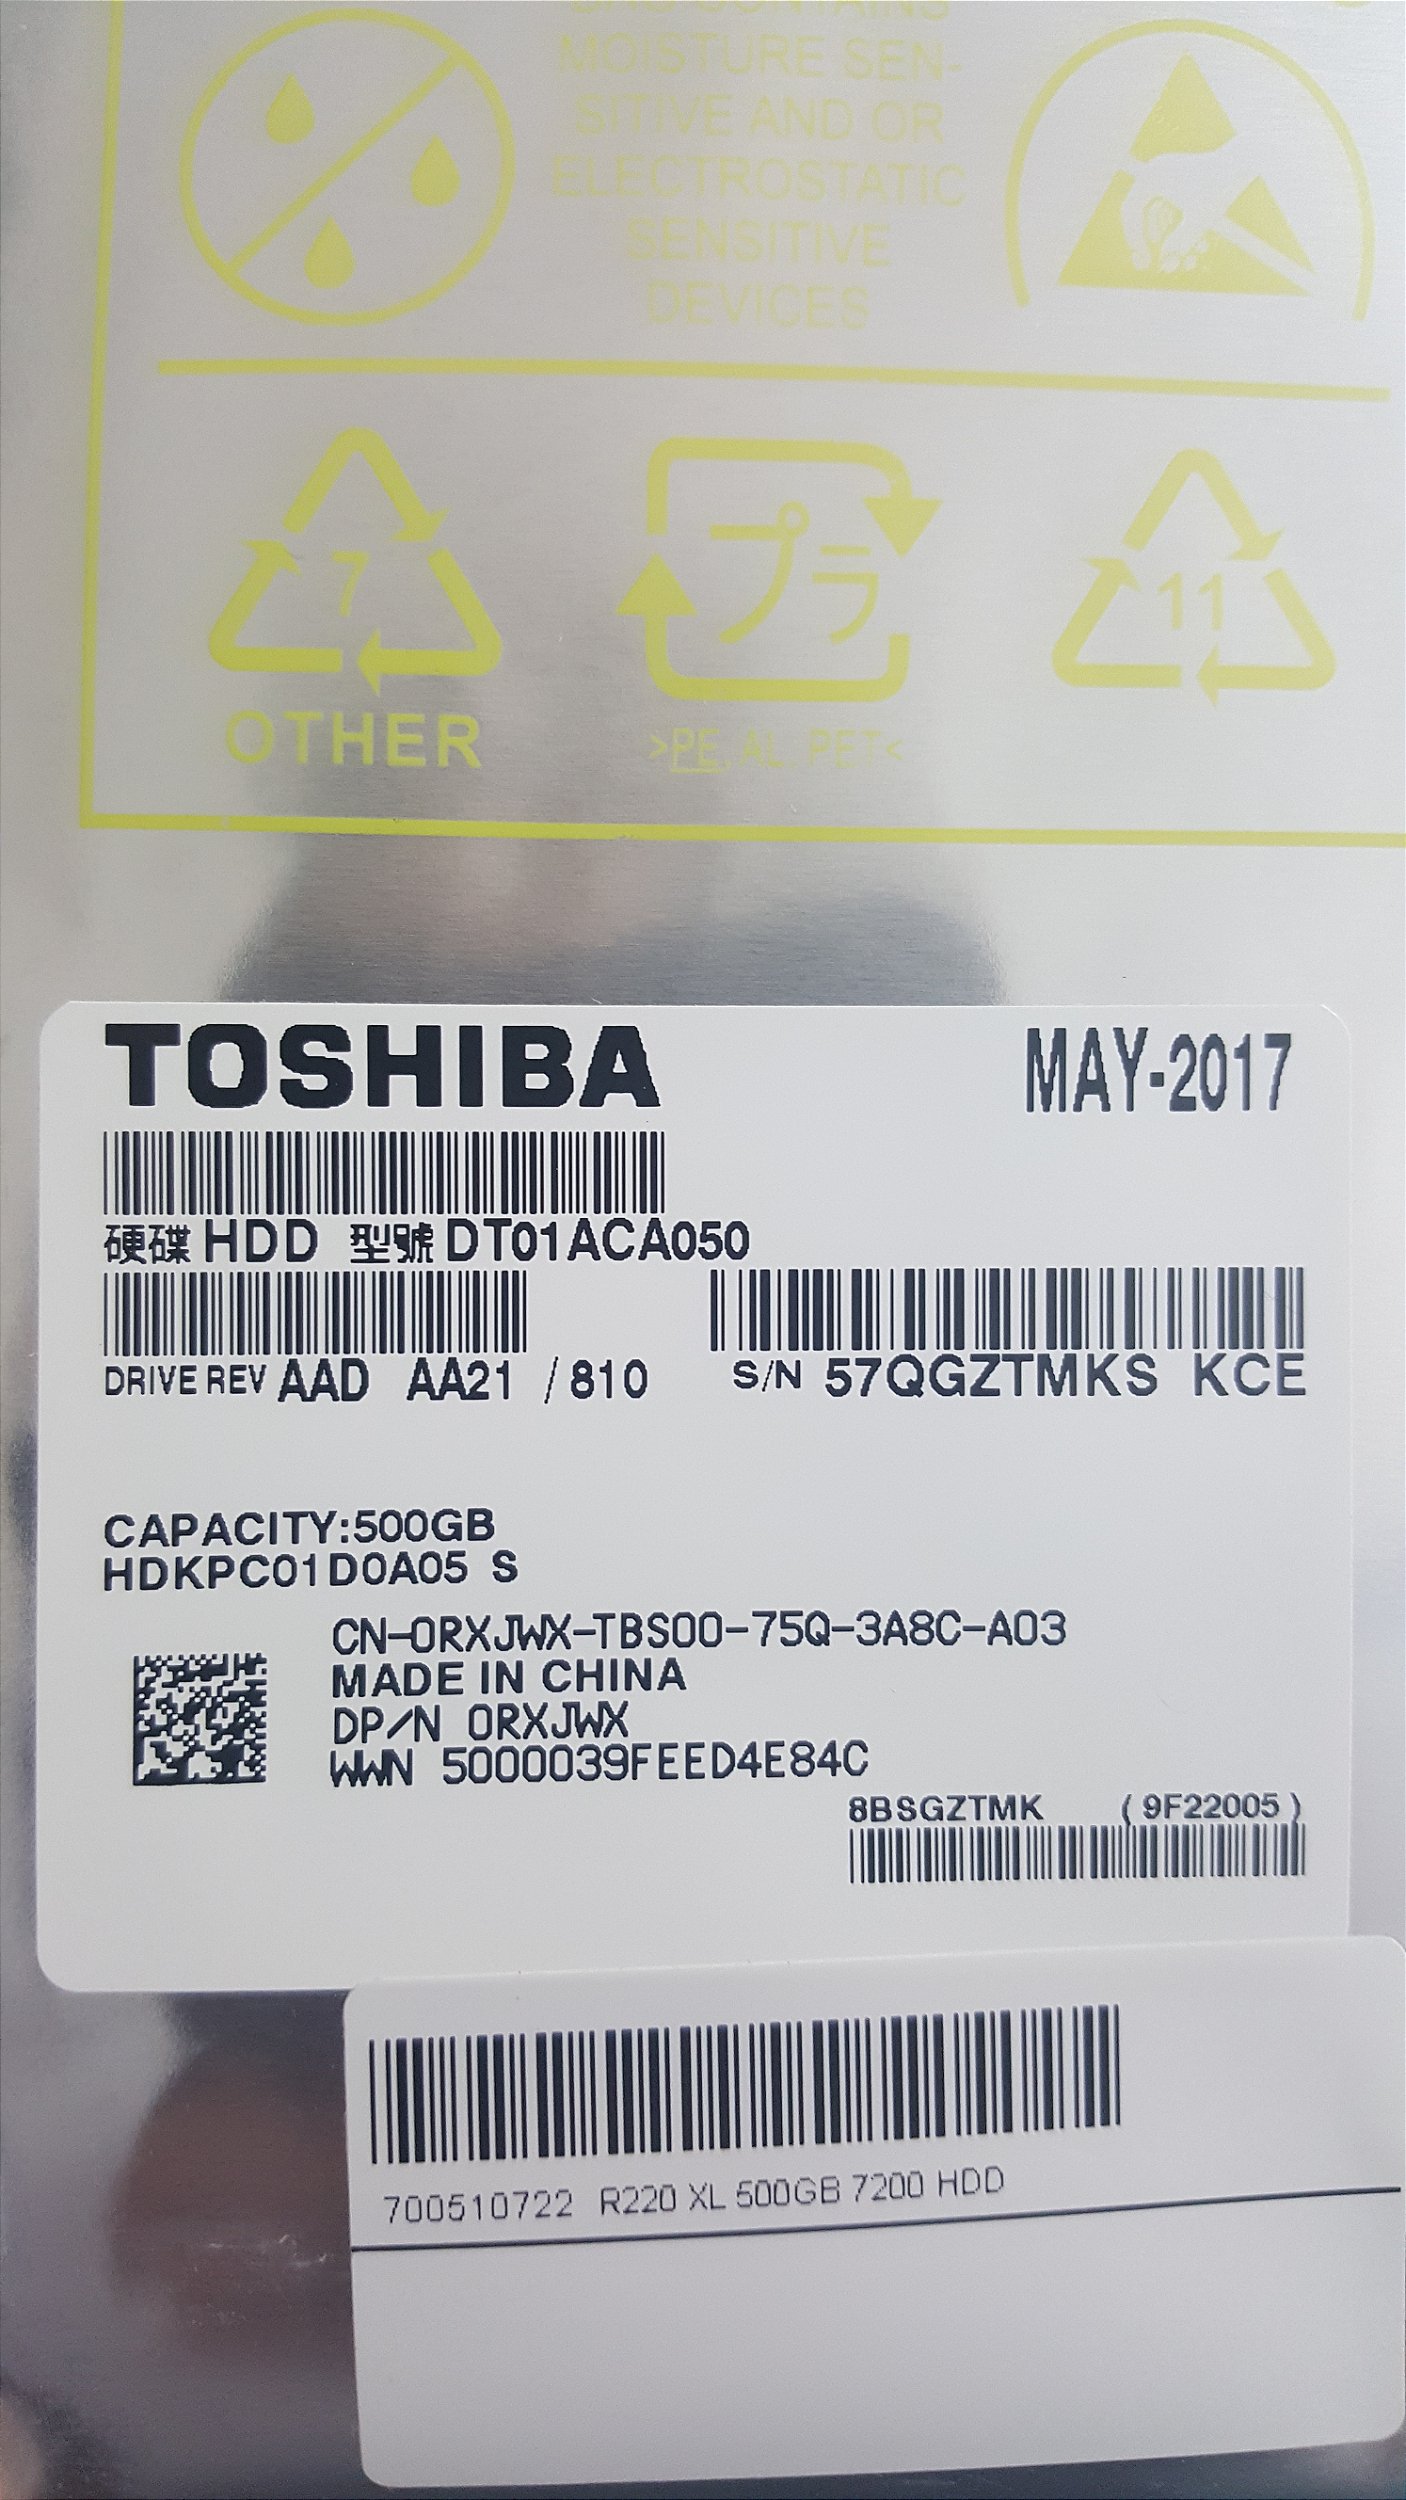 BAG CONTAINS
MOISTURE SEN-
SITIVE AND OR
ELECTROSTATIC
SENSITIVE
DEVICES
7
プラ
11
OTHER
>PE, AL, PET<
TOSHIBA
MAY-2017
硬碟 HDD 型號 DT01ACA050
DRIVE REV AAD AA21 /810
S/N 57QGZTMKS KCE
CAPACITY:500GB
HDKPC01D0A05 S
CN-0RXJWX-TBS00-75Q-3A8C-A03
MADE IN CHINA
DP/N 0RXJWX
WWN 5000039FEED4E84C
8BSGZTMK (9F22005)
700510722 R220 XL 500GB 7200 HDD